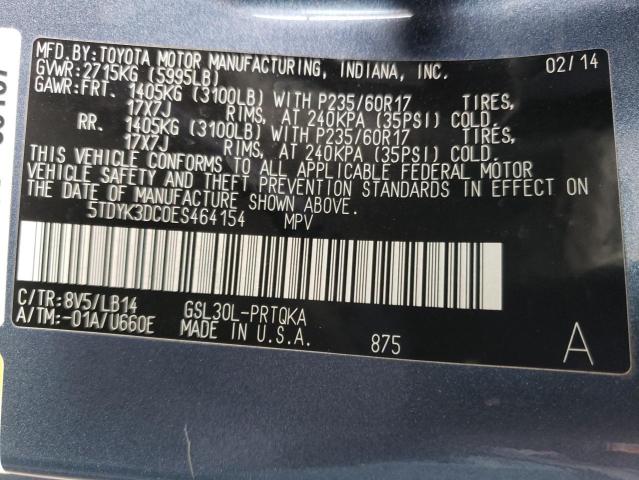 MFD.BY:TOYOTA MOTOR MANUFACTURING, INDIANA, INC. 02/14
GVWR:2715KG (5995LB)
GAWR:FRT. 1405KG (3100LB) WITH P235/60R17 TIRES,
17X7J RIMS, AT 240KPA (35PSI) COLD.
RR. 1405KG (3100LB) WITH P235/60R17 TIRES,
17X7J RIMS, AT 240KPA (35PSI) COLD.
THIS VEHICLE CONFORMS TO ALL APPLICABLE FEDERAL MOTOR
VEHICLE SAFETY AND THEFT PREVENTION STANDARDS IN EFFECT ON
THE DATE OF MANUFACTURE SHOWN ABOVE.
5TDYK3DC0ES464154 MPV
C/TR:8V5/LB14 GSL30L-PRTQKA
A/TM:-01A/U660E MADE IN U.S.A. 875 A